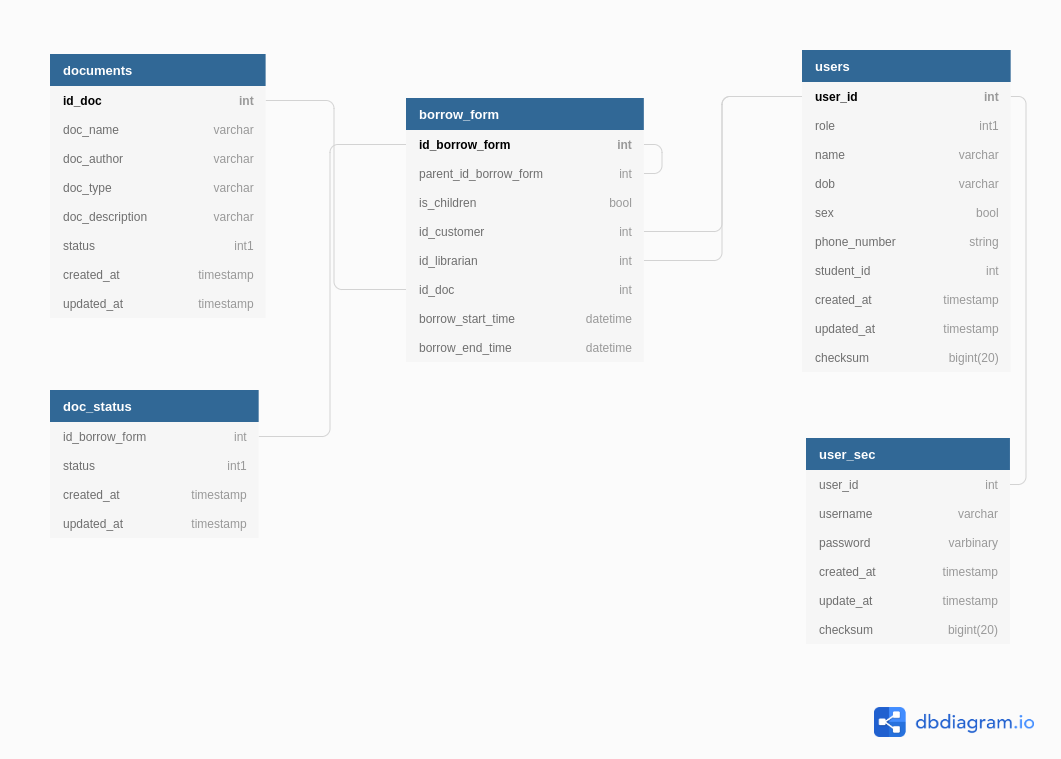 documents
id_doc int
doc_name varchar
doc_author varchar
doc_type varchar
doc_description varchar
status int1
created_at timestamp
updated_at timestamp
doc_status
id_borrow_form int
status int1
created_at timestamp
updated_at timestamp
borrow_form
id_borrow_form int
parent_id_borrow_form int
is_children bool
id_customer int
id_librarian int
id_doc int
borrow_start_time datetime
borrow_end_time datetime
users
user_id int
role int1
name varchar
dob varchar
sex bool
phone_number string
student_id int
created_at timestamp
updated_at timestamp
checksum bigint(20)
user_sec
user_id int
username varchar
password varbinary
created_at timestamp
update_at timestamp
checksum bigint(20)
dbdiagram.io